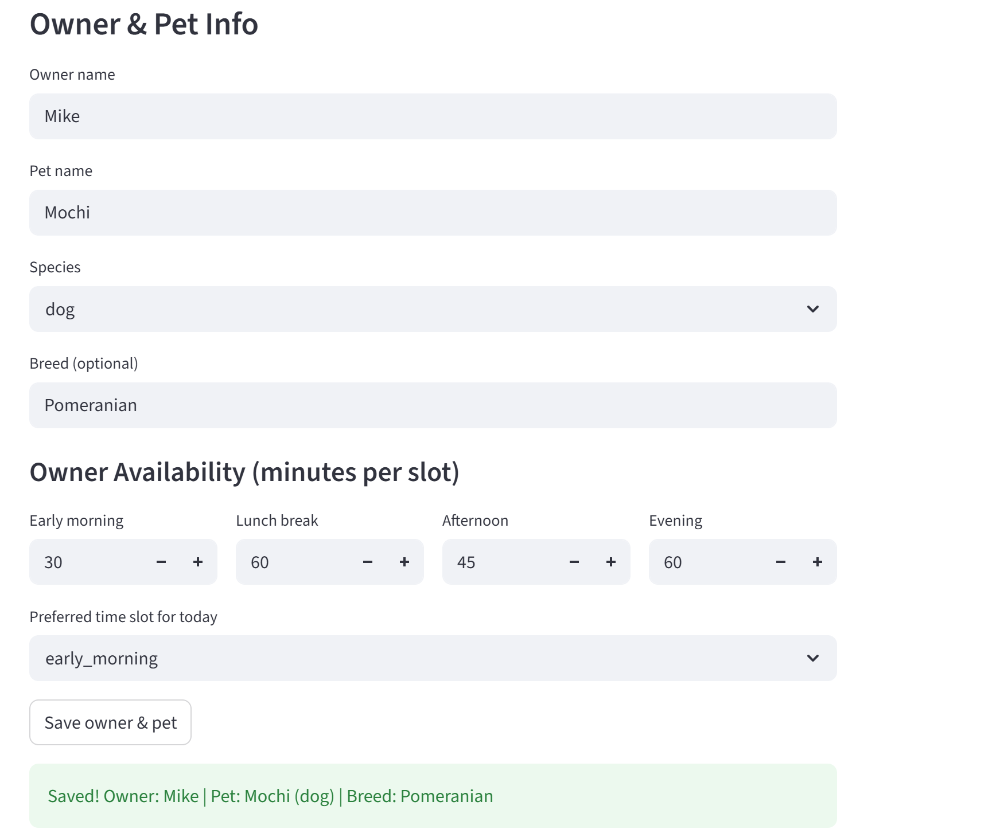 Owner & Pet Info
Owner name
Mike
Pet name
Mochi
Species
dog
Breed (optional)
Pomeranian
Owner Availability (minutes per slot)
Early morning Lunch break Afternoon Evening
30 − + 60 − + 45 − + 60 − +
Preferred time slot for today
early_morning
Save owner & pet
Saved! Owner: Mike | Pet: Mochi (dog) | Breed: Pomeranian